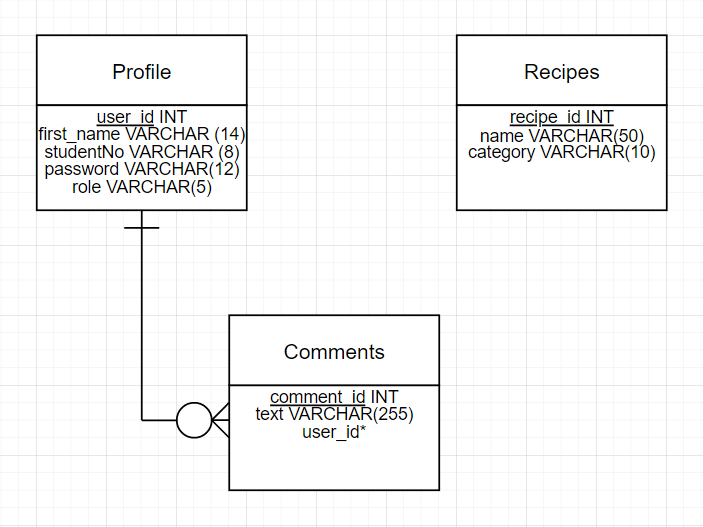 Profile
user_id INT
first_name VARCHAR (14)
studentNo VARCHAR (8)
password VARCHAR(12)
role VARCHAR(5)
Recipes
recipe_id INT
name VARCHAR(50)
category VARCHAR(10)
Comments
comment_id INT
text VARCHAR(255)
user_id*